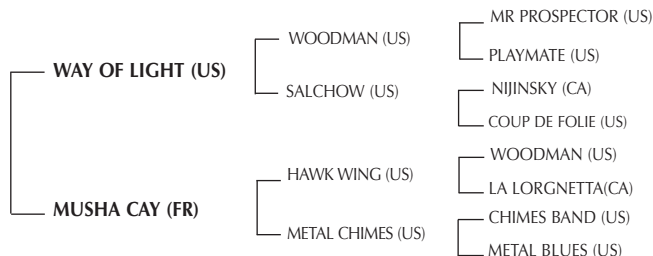 MR PROSPECTOR (US)
WOODMAN (US)
PLAYMATE (US)
WAY OF LIGHT (US)
NIJINSKY (CA)
SALCHOW (US)
COUP DE FOLIE (US)
WOODMAN (US)
HAWK WING (US)
LA LORGNETTA(CA)
MUSHA CAY (FR)
CHIMES BAND (US)
METAL CHIMES (US)
METAL BLUES (US)